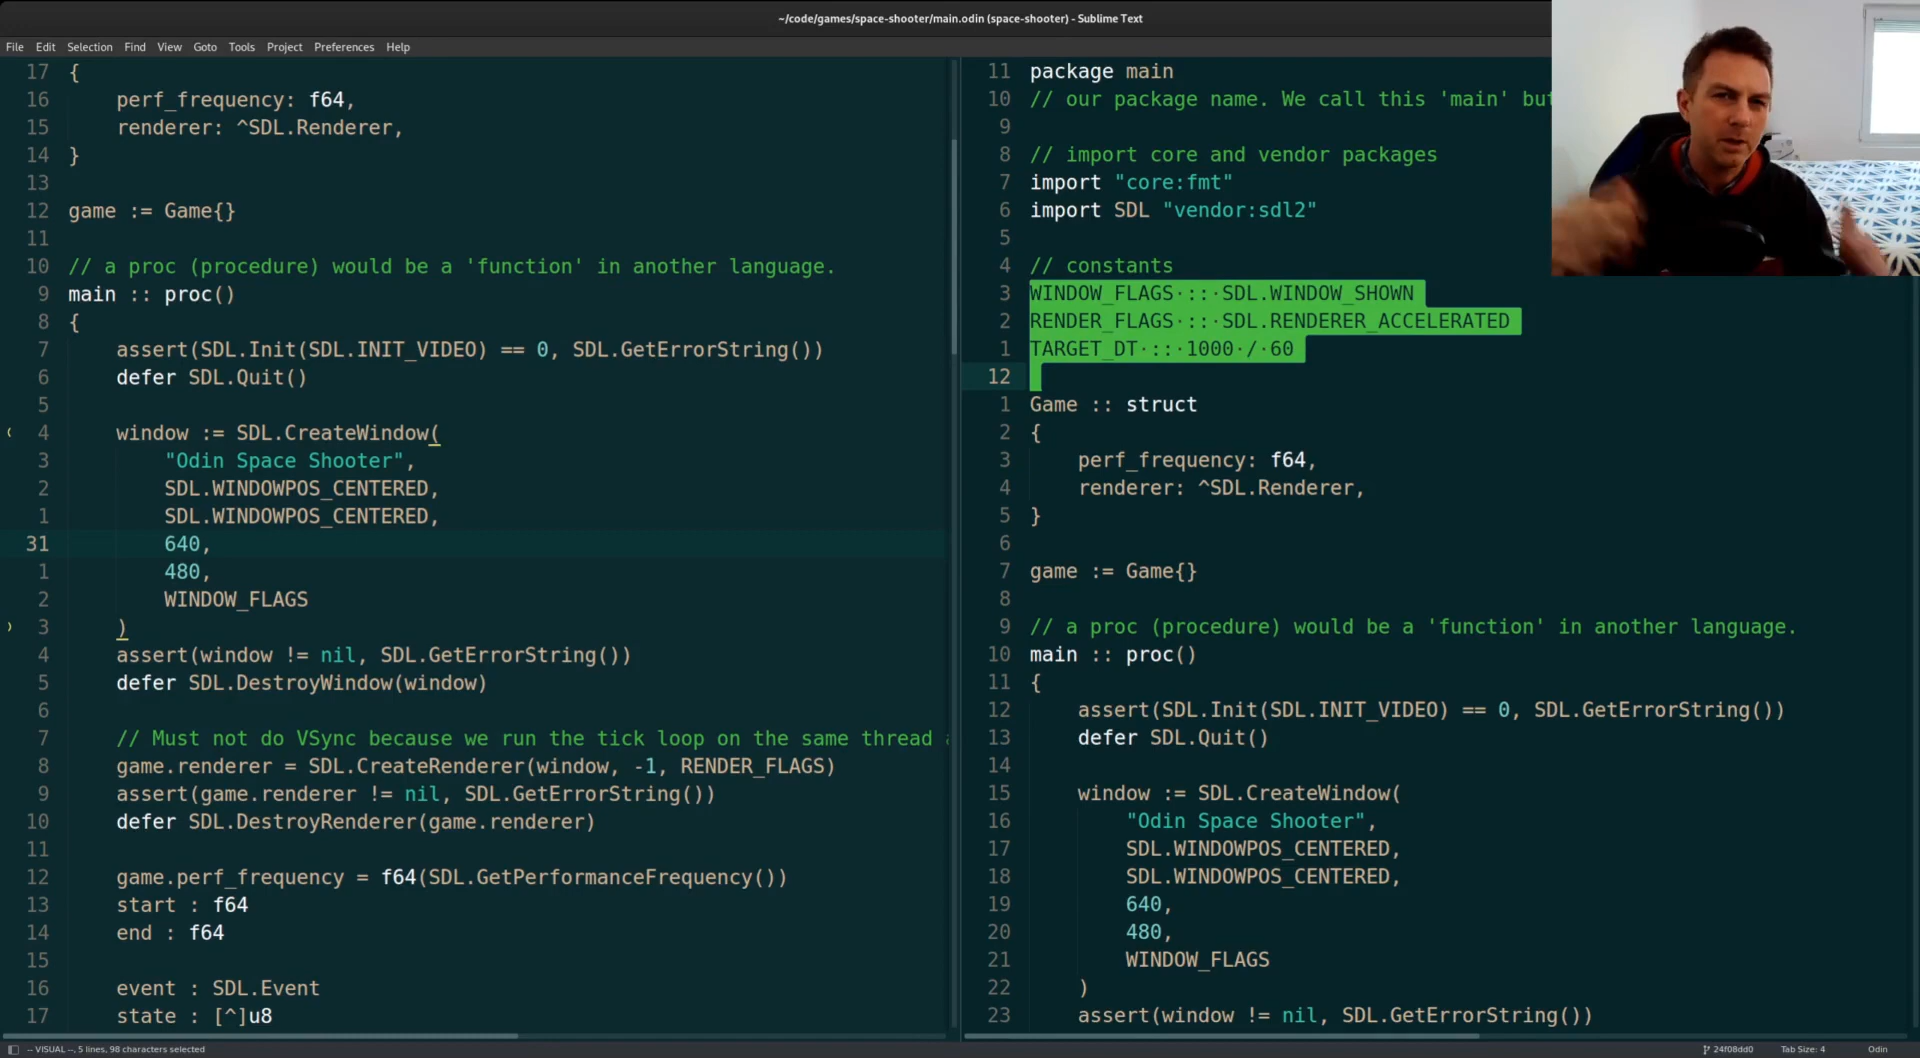 ~/code/games/space-shooter/main.odin (space-shooter) - Sublime Text
File Edit Selection Find View Goto Tools Project Preferences Help
17 {
16 perf_frequency: f64,
15 renderer: ^SDL.Renderer,
14 }
13
12 game := Game{}
11
10 // a proc (procedure) would be a 'function' in another language.
9 main :: proc()
8 {
7 assert(SDL.Init(SDL.INIT_VIDEO) == 0, SDL.GetErrorString())
6 defer SDL.Quit()
5
4 window := SDL.CreateWindow(
3 "Odin Space Shooter",
2 SDL.WINDOWPOS_CENTERED,
1 SDL.WINDOWPOS_CENTERED,
31 640,
1 480,
2 WINDOW_FLAGS
3 )
4 assert(window != nil, SDL.GetErrorString())
5 defer SDL.DestroyWindow(window)
6
7 // Must not do VSync because we run the tick loop on the same thread
8 game.renderer = SDL.CreateRenderer(window, -1, RENDER_FLAGS)
9 assert(game.renderer != nil, SDL.GetErrorString())
10 defer SDL.DestroyRenderer(game.renderer)
11
12 game.perf_frequency = f64(SDL.GetPerformanceFrequency())
13 start : f64
14 end : f64
15
16 event : SDL.Event
17 state : [^]u8
11 package main
10 // our package name. We call this 'main' but
9
8 // import core and vendor packages
7 import "core:fmt"
6 import SDL "vendor:sdl2"
5
4 // constants
3 WINDOW_FLAGS·::·SDL.WINDOW_SHOWN
2 RENDER_FLAGS·::·SDL.RENDERER_ACCELERATED
1 TARGET_DT·::·1000·/·60
12
1 Game :: struct
2 {
3 perf_frequency: f64,
4 renderer: ^SDL.Renderer,
5 }
6
7 game := Game{}
8
9 // a proc (procedure) would be a 'function' in another language.
10 main :: proc()
11 {
12 assert(SDL.Init(SDL.INIT_VIDEO) == 0, SDL.GetErrorString())
13 defer SDL.Quit()
14
15 window := SDL.CreateWindow(
16 "Odin Space Shooter",
17 SDL.WINDOWPOS_CENTERED,
18 SDL.WINDOWPOS_CENTERED,
19 640,
20 480,
21 WINDOW_FLAGS
22 )
23 assert(window != nil, SDL.GetErrorString())
-- VISUAL --, 5 lines, 98 characters selected
24f08dd0 Tab Size: 4 Odin